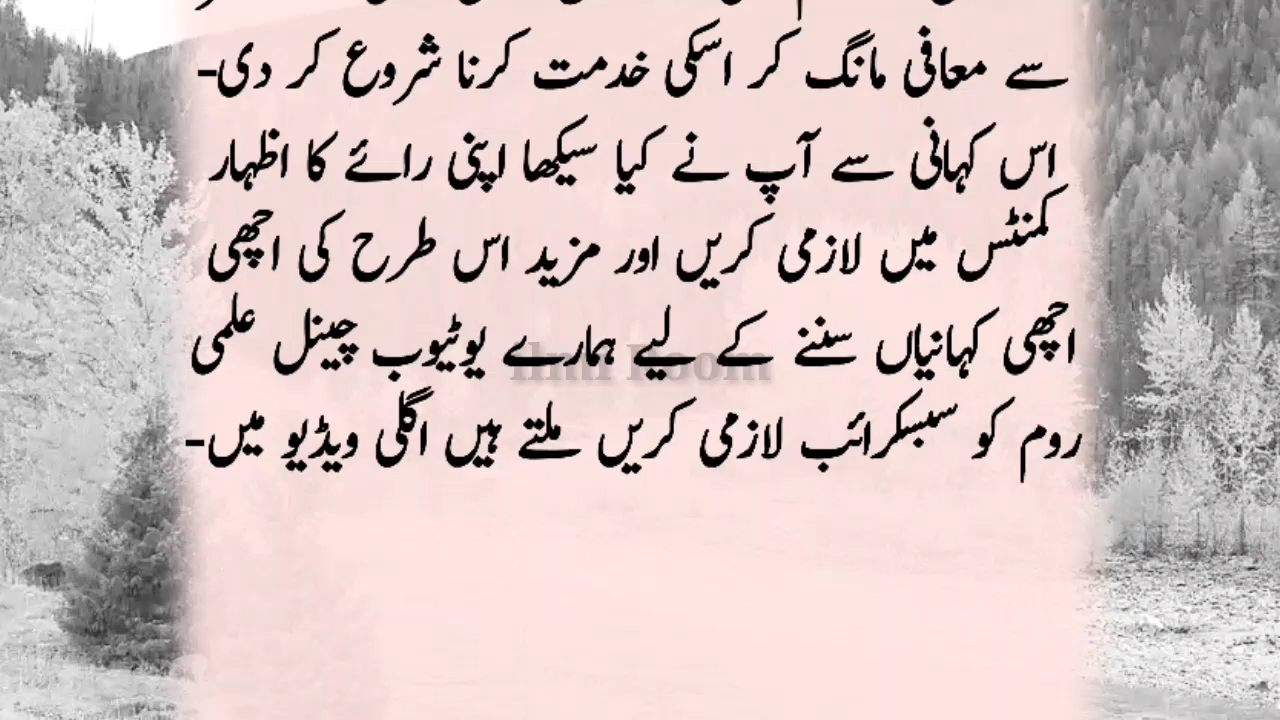 سے معافی مانگ کر اسکی خدمت کرنا شروع کر دی-
اس کہانی سے آپ نے کیا سیکھا اپنی رائے کا اظہار
کمنٹس میں لازمی کریں اور مزید اس طرح کی اچھی
اچھی کہانیاں سننے کے لیے ہمارے یوٹیوب چینل علمی
روم کو سبسکرائب لازمی کریں ملتے ہیں اگلی ویڈیو میں-
Ilmi Room